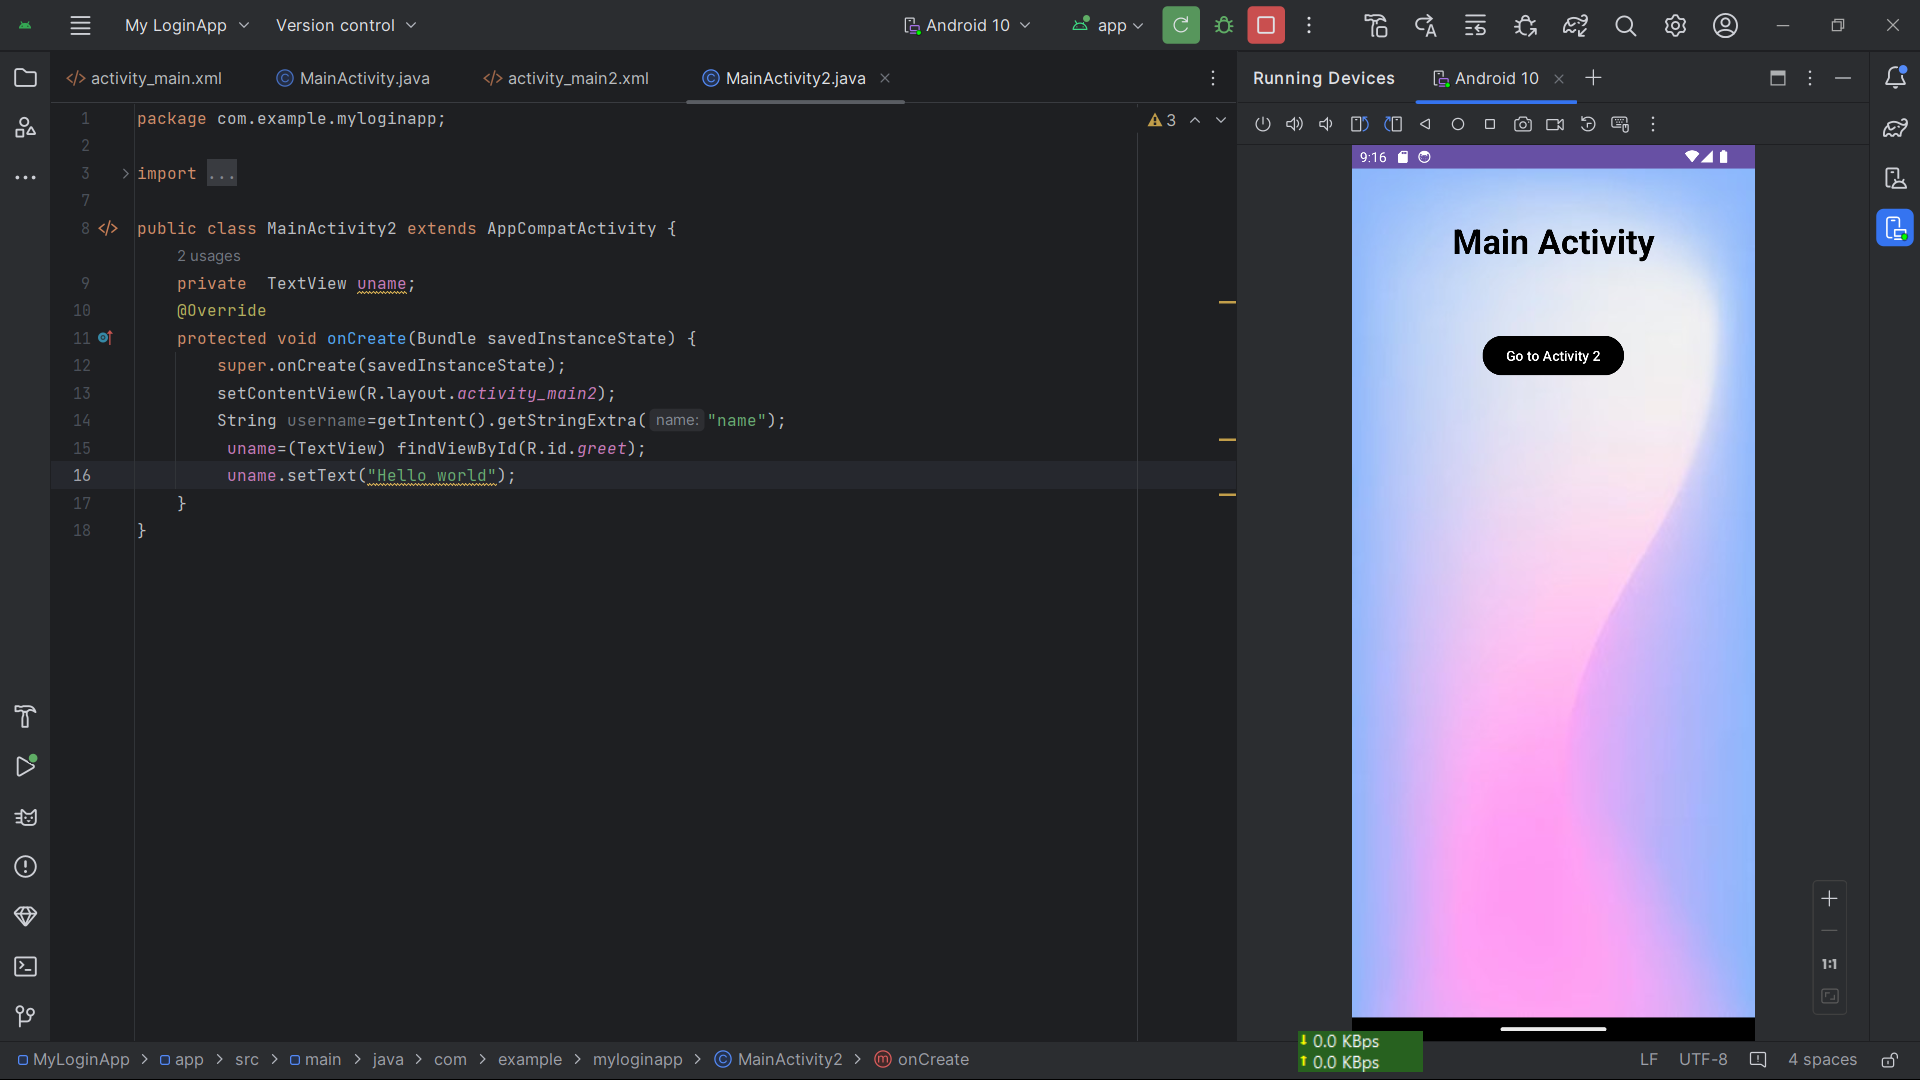 My LoginApp
Version control
Android 10
app
activity_main.xml
MainActivity.java
activity_main2.xml
MainActivity2.java
Running Devices
Android 10
1 package com.example.myloginapp;
3
2
3 import ...
7
8 public class MainActivity2 extends AppCompatActivity {
2 usages
9 private  TextView uname;
10 @Override
11 protected void onCreate(Bundle savedInstanceState) {
12 super.onCreate(savedInstanceState);
13 setContentView(R.layout.activity_main2);
14 String username=getIntent().getStringExtra( name: "name");
15 uname=(TextView) findViewById(R.id.greet);
16 uname.setText("Hello world");
17 }
18 }
9:16
Main Activity
Go to Activity 2
1:1
0.0 KBps
0.0 KBps
MyLoginApp > app > src > main > java > com > example > myloginapp > MainActivity2 > onCreate
LF UTF-8 4 spaces